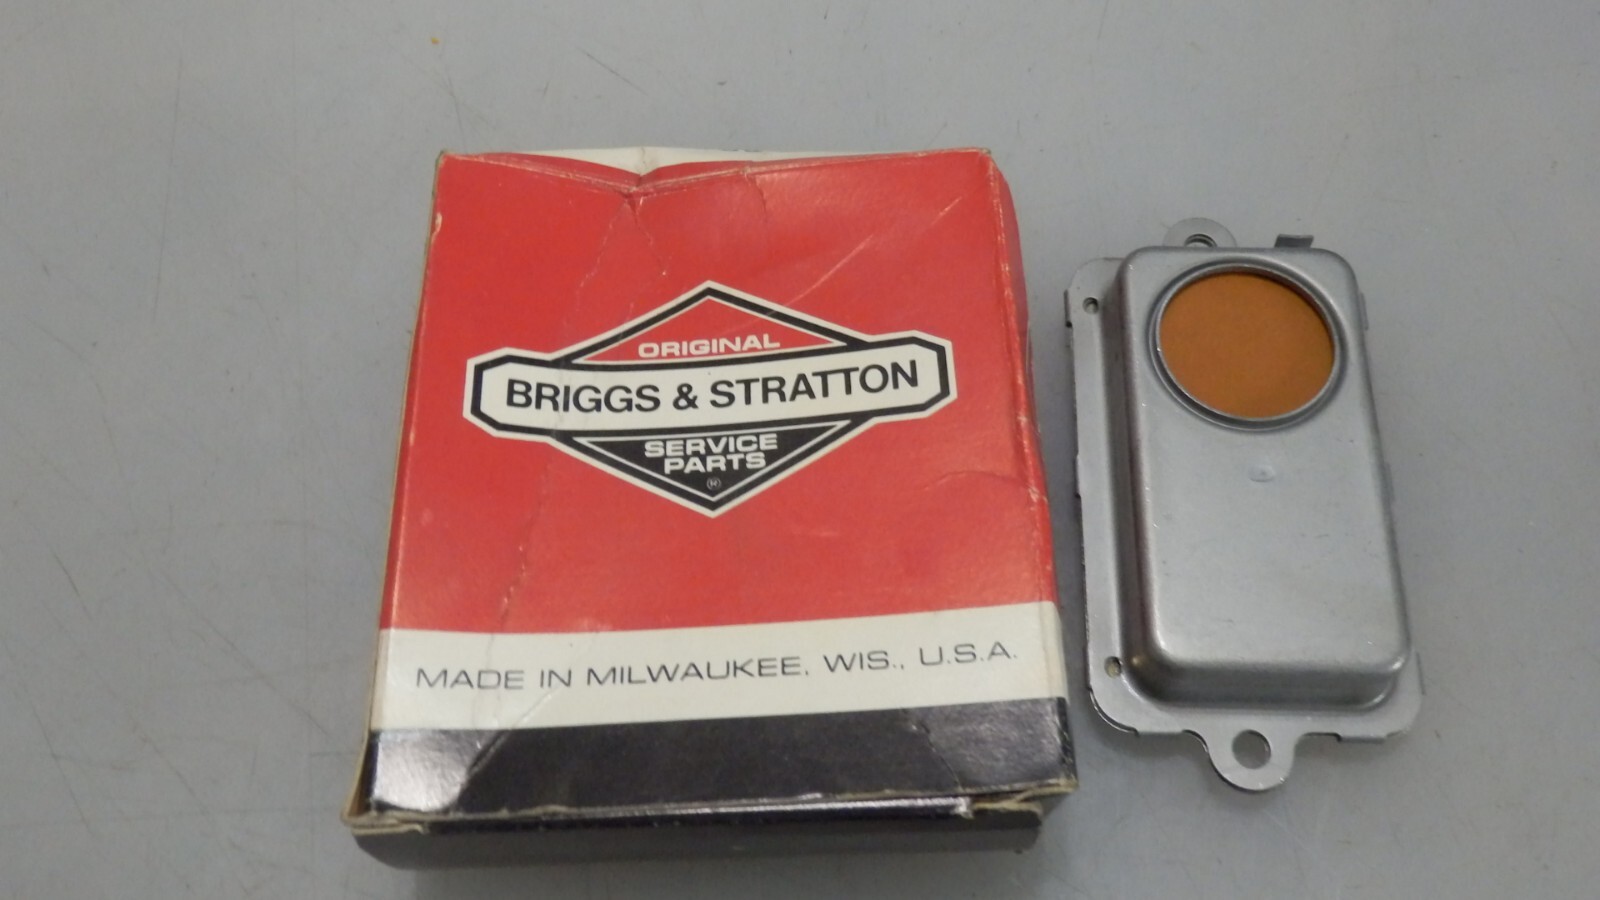 ORIGINAL
BRIGGS & STRATTON
SERVICE
PARTS
®
MADE IN MILWAUKEE, WIS., U.S.A.